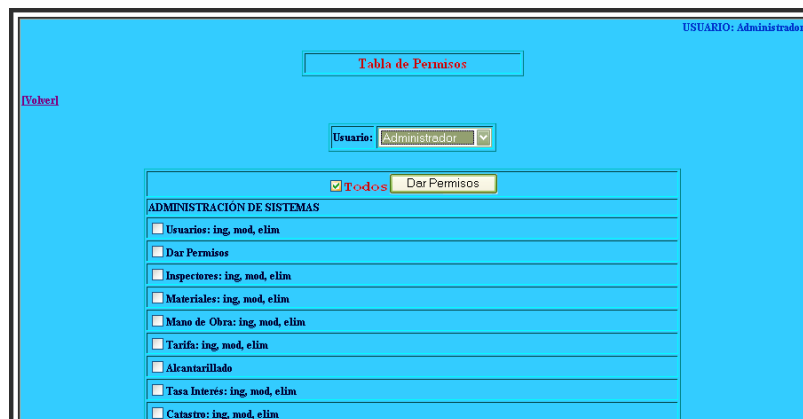 USUARIO: Administrador
Tabla de Permisos
[Volver]
Usuario: Administrador
Todos Dar Permisos
ADMINISTRACIÓN DE SISTEMAS
Usuarios: ing, mod, elim
Dar Permisos
Inspectores: ing, mod, elim
Materiales: ing, mod, elim
Mano de Obra: ing, mod, elim
Tarifa: ing, mod, elim
Alcantarillado
Tasa Interés: ing, mod, elim
Catastro: ing, mod, elim